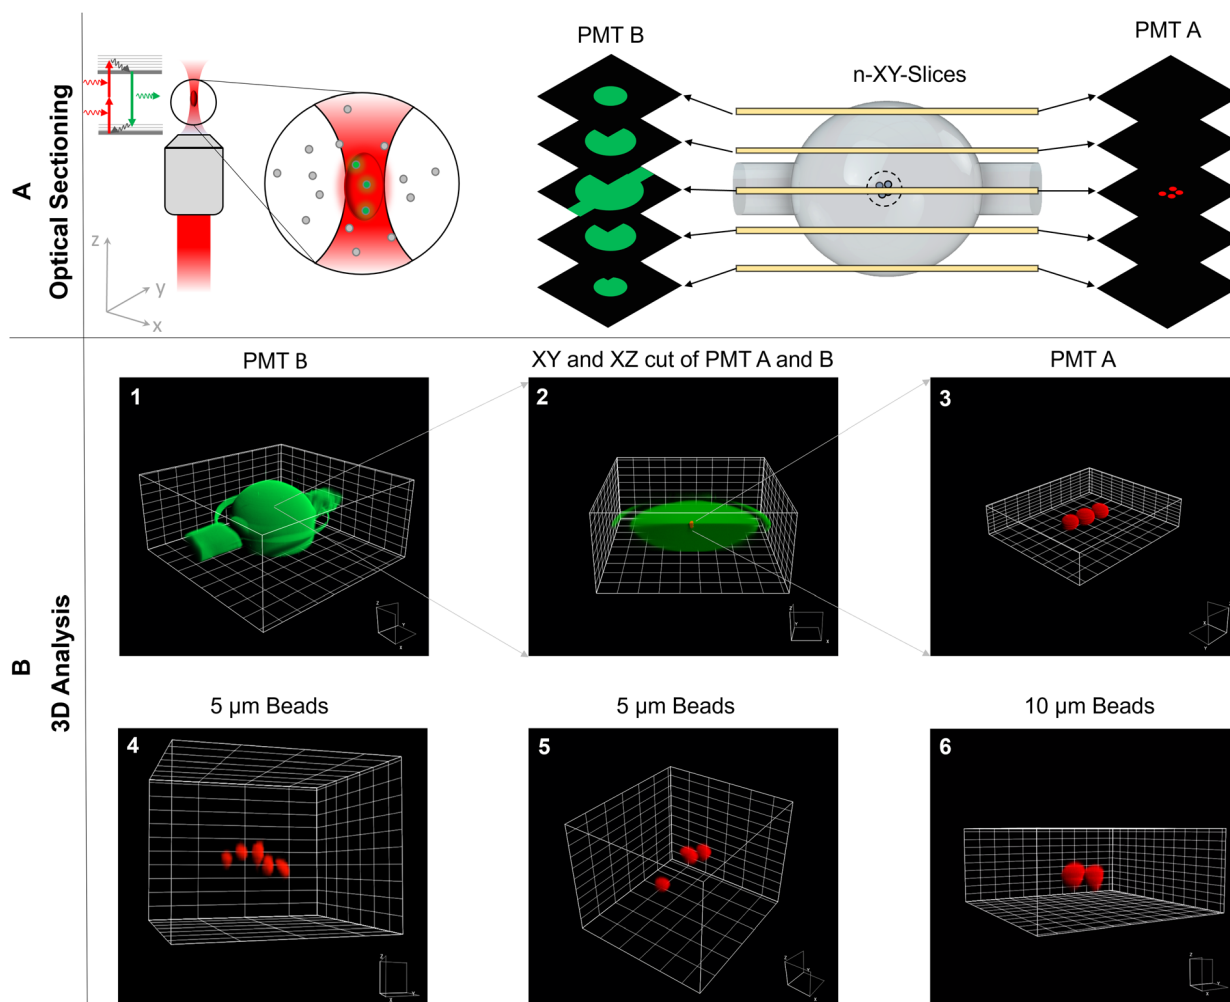 A
Optical Sectioning
z
y
x
PMT B
n-XY-Slices
PMT A
B
3D Analysis
PMT B
XY and XZ cut of PMT A and B
PMT A
1
2
3
5 µm Beads
5 µm Beads
10 µm Beads
4
5
6